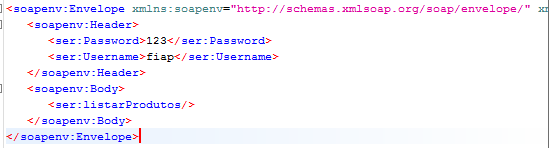 <soapenv:Envelope xmlns:soapenv="http://schemas.xmlsoap.org/soap/envelope/" x
<soapenv:Header>
<ser:Password>123</ser:Password>
<ser:Username>fiap</ser:Username>
</soapenv:Header>
<soapenv:Body>
<ser:listarProdutos/>
</soapenv:Body>
</soapenv:Envelope>